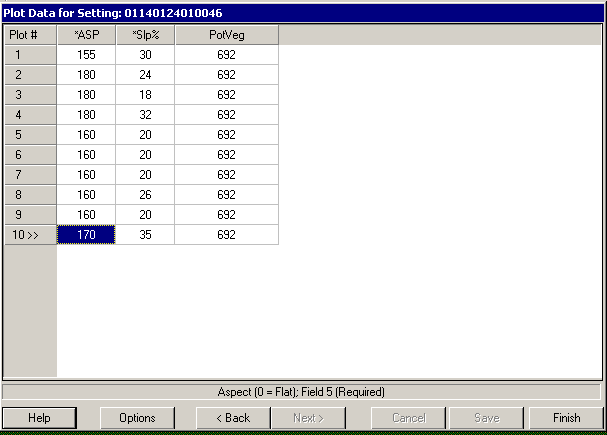 Plot Data for Setting: 01140124010046
Plot # *ASP *Slp% PotVeg
1 155 30 692
2 180 24 692
3 180 18 692
4 180 32 692
5 160 20 692
6 160 20 692
7 160 20 692
8 160 26 692
9 160 20 692
10 >> 170 35 692
Aspect (0 = Flat); Field 5 (Required)
Help Options < Back Next > Cancel Save Finish